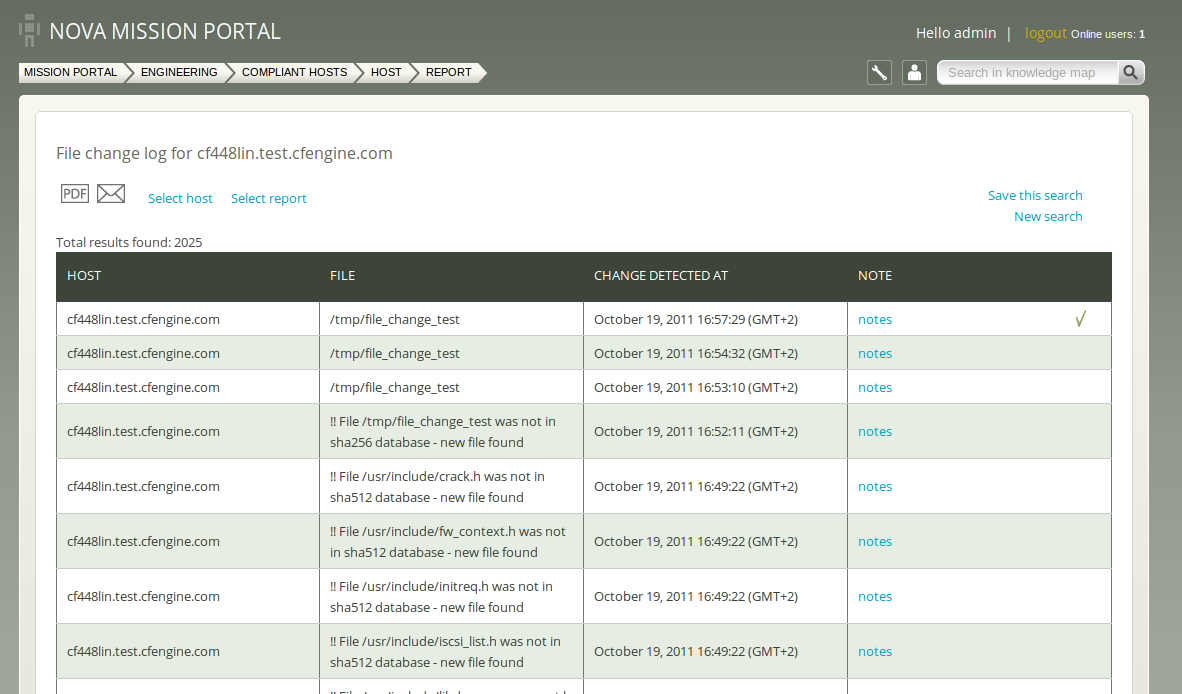 NOVA MISSION PORTAL
Hello admin | logout Online users: 1
MISSION PORTAL ENGINEERING COMPLIANT HOSTS HOST REPORT
Search in knowledge map
File change log for cf448lin.test.cfengine.com
PDF Select host Select report
Save this search
New search
Total results found: 2025
HOST FILE CHANGE DETECTED AT NOTE
cf448lin.test.cfengine.com /tmp/file_change_test October 19, 2011 16:57:29 (GMT+2) notes
cf448lin.test.cfengine.com /tmp/file_change_test October 19, 2011 16:54:32 (GMT+2) notes
cf448lin.test.cfengine.com /tmp/file_change_test October 19, 2011 16:53:10 (GMT+2) notes
!! File /tmp/file_change_test was not in
cf448lin.test.cfengine.com October 19, 2011 16:52:11 (GMT+2) notes
sha256 database - new file found
!! File /usr/include/crack.h was not in
cf448lin.test.cfengine.com October 19, 2011 16:49:22 (GMT+2) notes
sha512 database - new file found
!! File /usr/include/fw_context.h was not
cf448lin.test.cfengine.com October 19, 2011 16:49:22 (GMT+2) notes
in sha512 database - new file found
!! File /usr/include/initreq.h was not in
cf448lin.test.cfengine.com October 19, 2011 16:49:22 (GMT+2) notes
sha512 database - new file found
!! File /usr/include/iscsi_list.h was not in
cf448lin.test.cfengine.com October 19, 2011 16:49:22 (GMT+2) notes
sha512 database - new file found